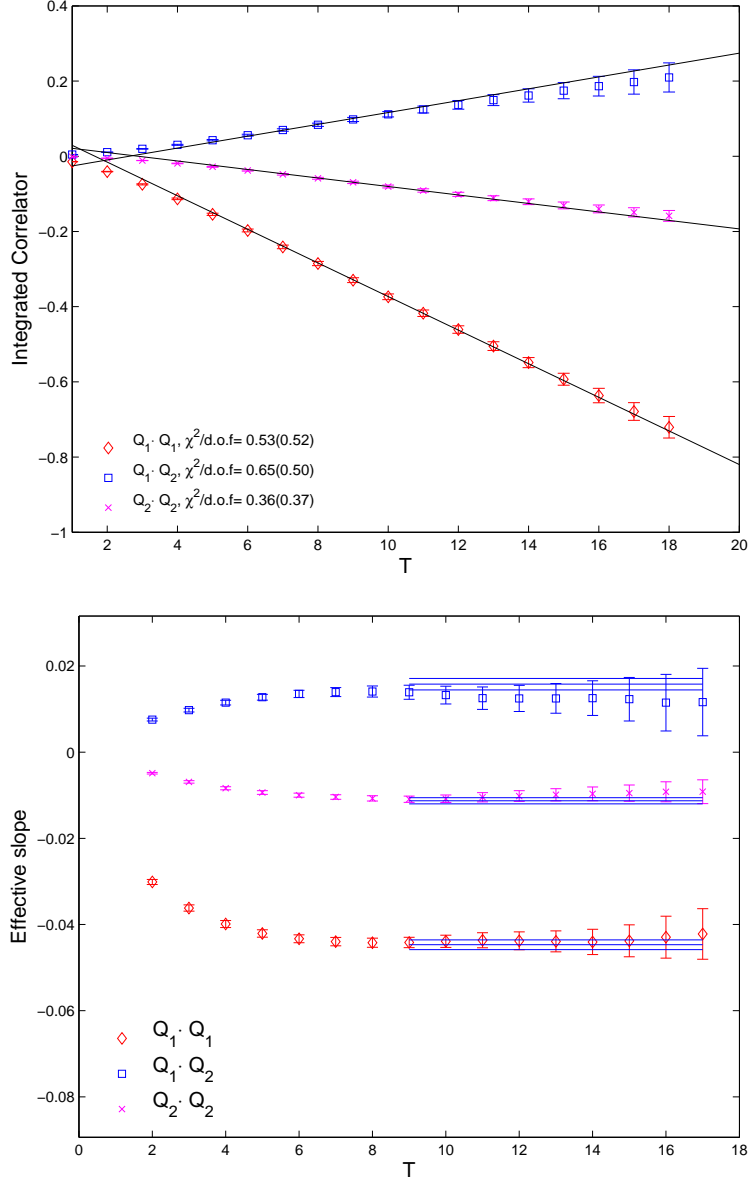 0.4
0.2
0
−0.2
−0.4
−0.6
−0.8
−1
Integrated Correlator
Q1· Q1, χ2/d.o.f= 0.53(0.52)
Q1· Q2, χ2/d.o.f= 0.65(0.50)
Q2· Q2, χ2/d.o.f= 0.36(0.37)
2 4 6 8 10 12 14 16 18 20
T
0.02
0
−0.02
−0.04
−0.06
−0.08
Effective slope
Q1· Q1
Q1· Q2
Q2· Q2
0 2 4 6 8 10 12 14 16 18
T